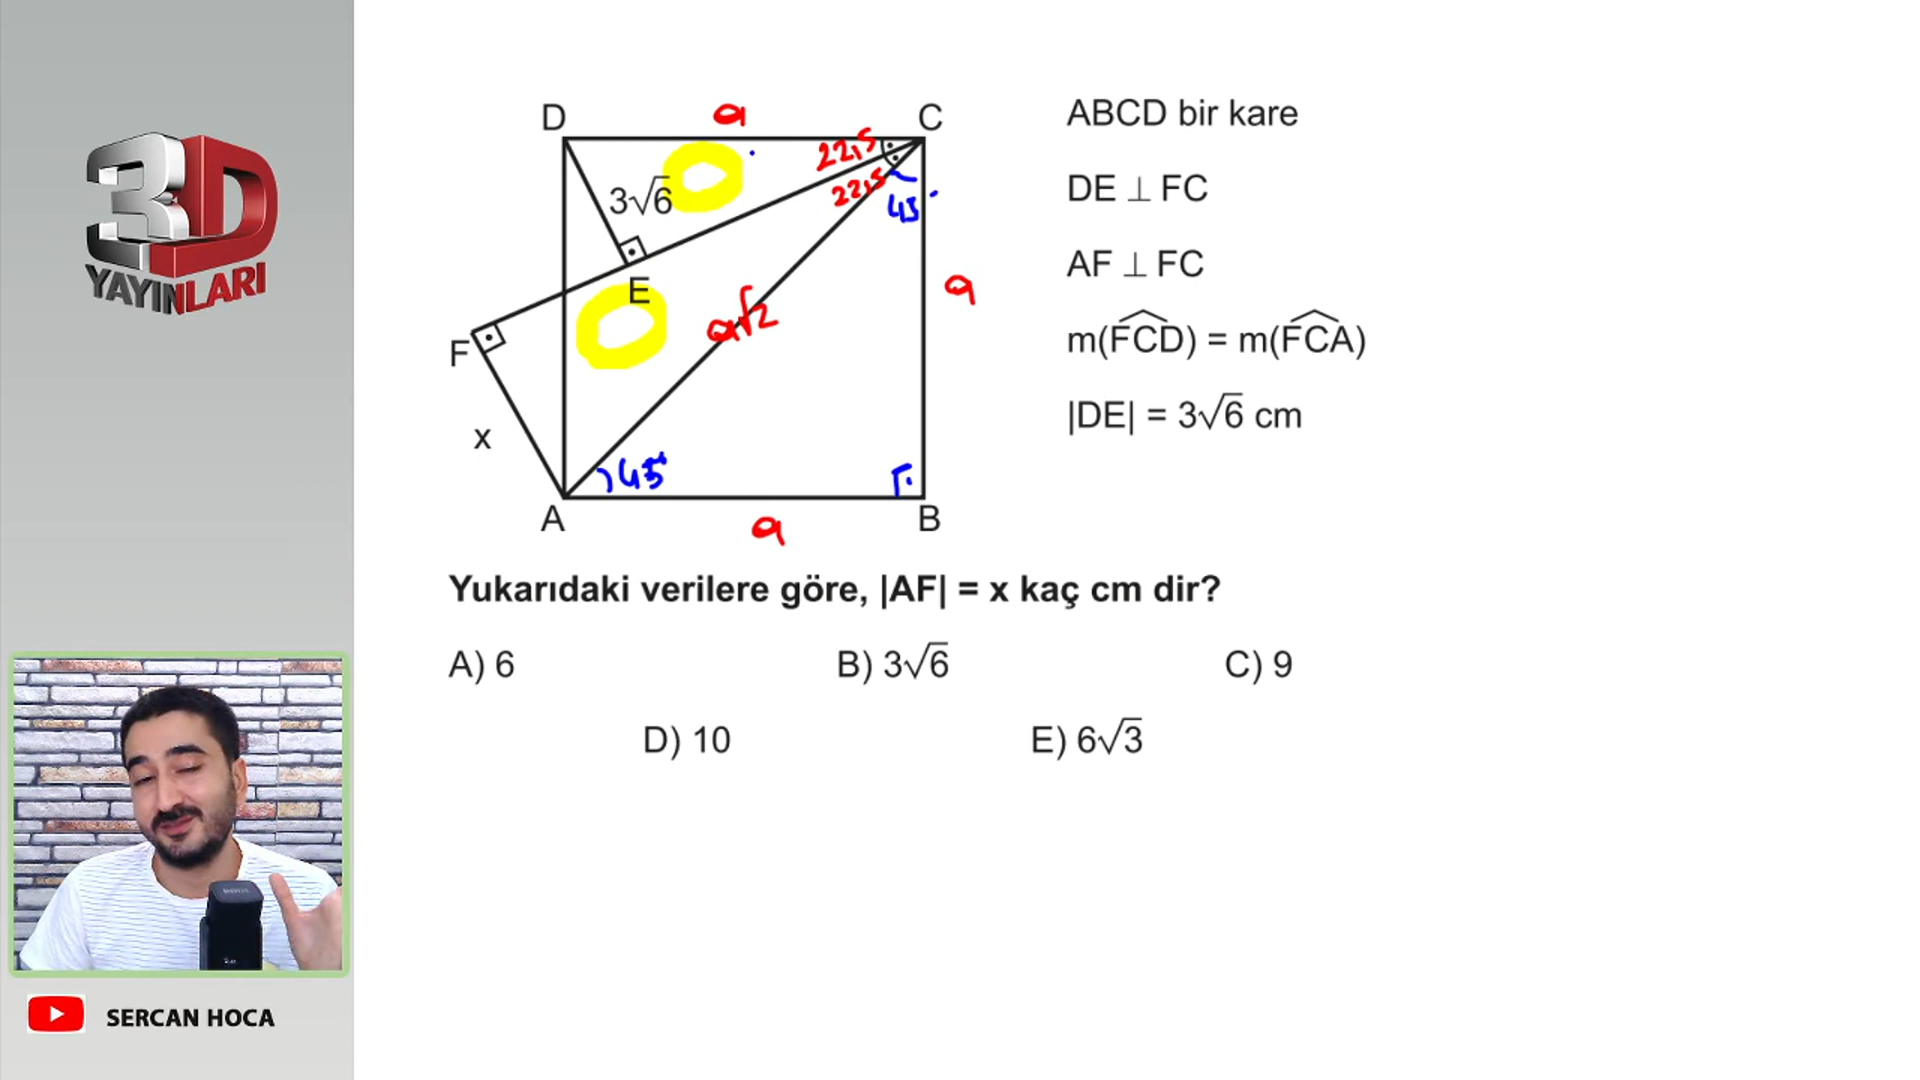 3D
YAYINLARI
D
a
C
22,5
22,5
45
3√6
E
a√2
a
F
x
45°
A
a
B
ABCD bir kare
DE ⊥ FC
AF ⊥ FC
m(FCD) = m(FCA)
|DE| = 3√6 cm
Yukarıdaki verilere göre, |AF| = x kaç cm dir?
A) 6
B) 3√6
C) 9
D) 10
E) 6√3
SERCAN HOCA